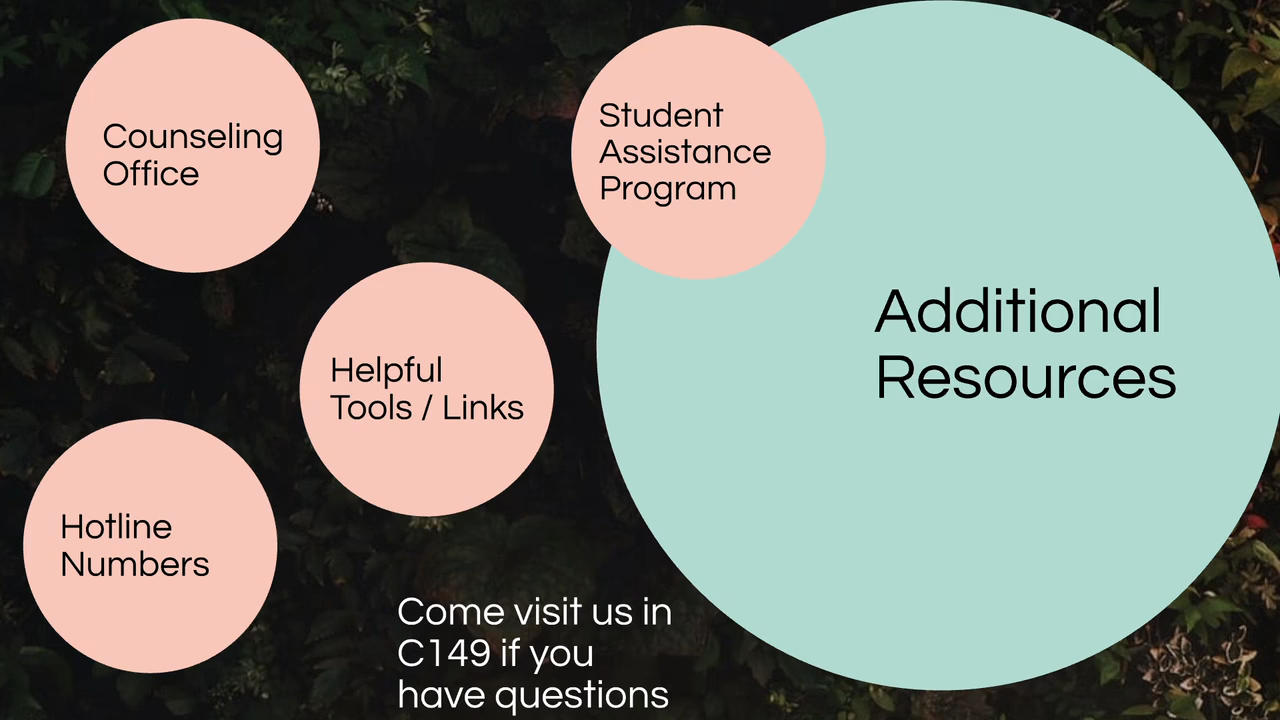 Counseling
Office
Student
Assistance
Program
Additional
Resources
Helpful
Tools / Links
Hotline
Numbers
Come visit us in
C149 if you
have questions